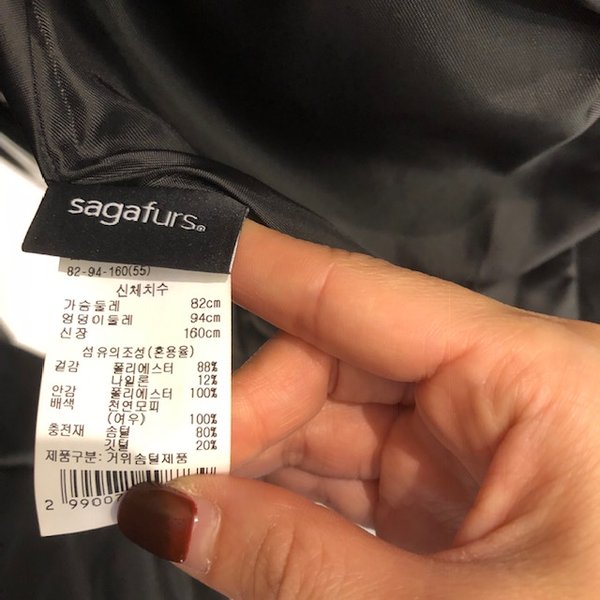 sagafurs®
82-94-160(55)
신체치수
가슴둘레 82cm
엉덩이둘레 94cm
신장 160cm
섬유의조성(혼용율)
겉감 폴리에스터 88%
나일론 12%
안감 폴리에스터 100%
배색 천연모피
(여우) 100%
충전재 솜털 80%
깃털 20%
제품구분: 거위솜털제품
2 9900